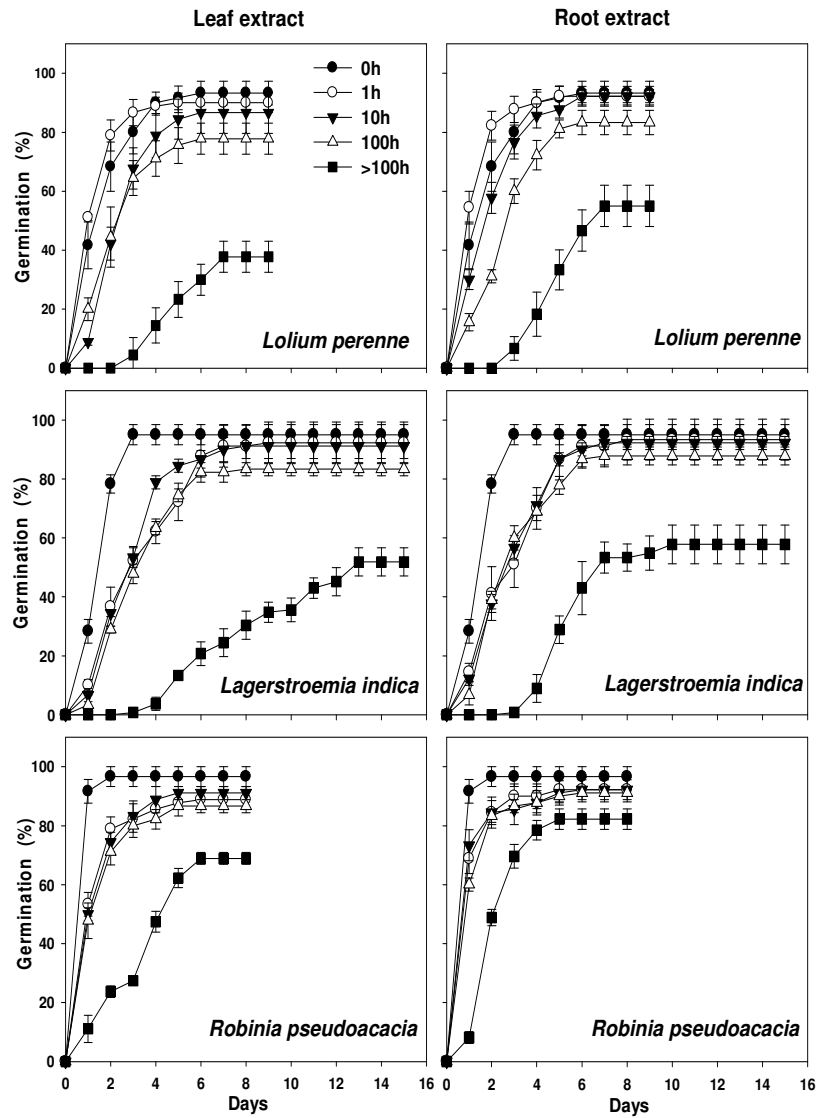 Leaf extract
Root extract
Germination (%)
100
80
60
40
20
0
0h
1h
10h
100h
>100h
Lolium perenne
Lolium perenne
Germination (%)
100
80
60
40
20
0
Lagerstroemia indica
Lagerstroemia indica
Germination (%)
100
80
60
40
20
0
Robinia pseudoacacia
Robinia pseudoacacia
0 2 4 6 8 10 12 14 16
0 2 4 6 8 10 12 14 16
Days
Days